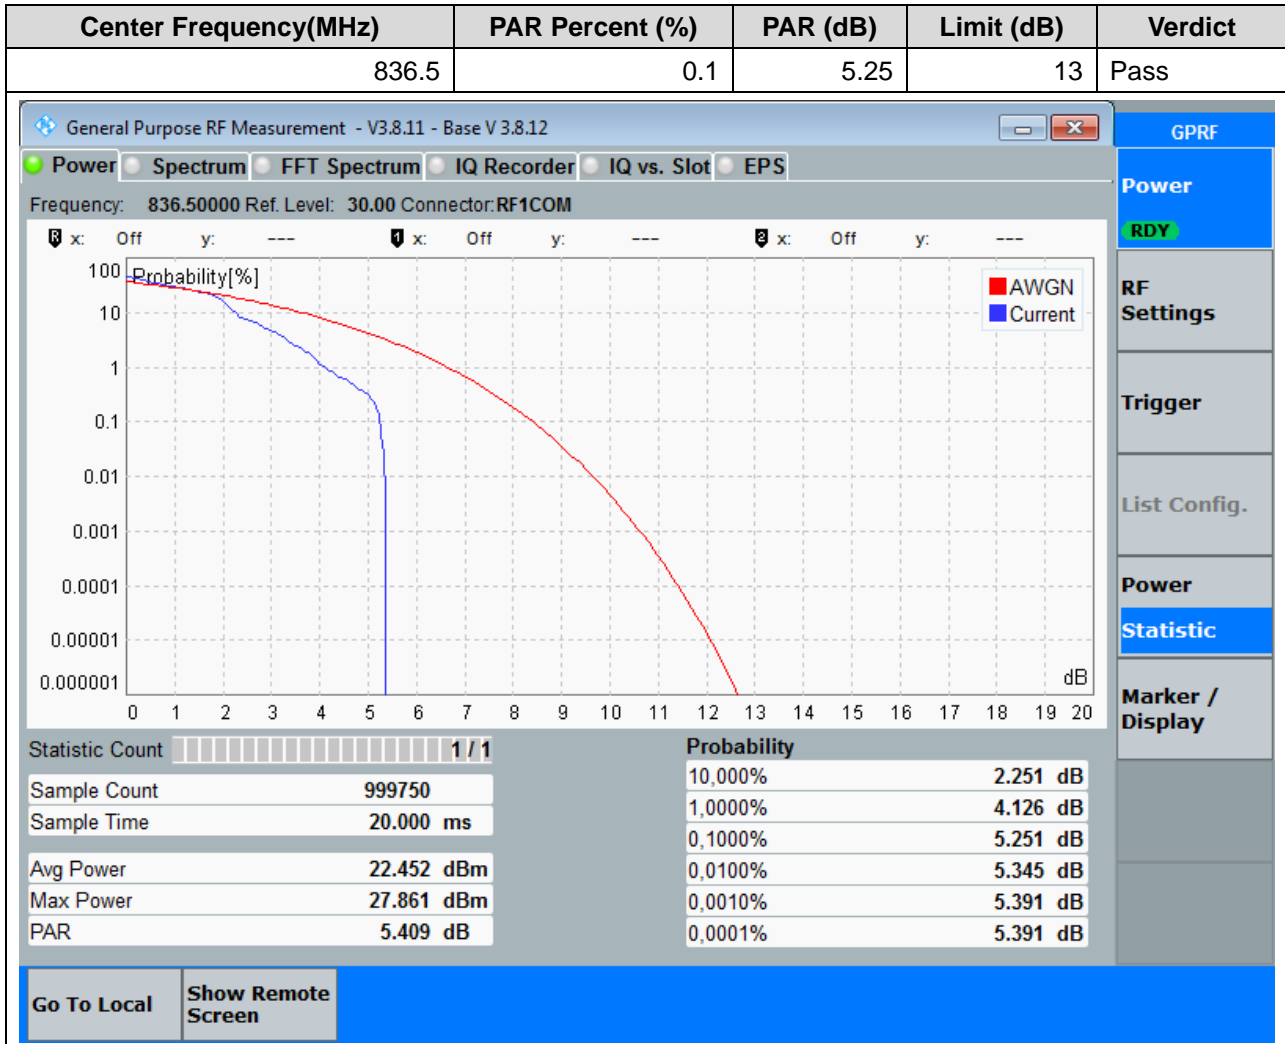 Center Frequency(MHz) PAR Percent (%) PAR (dB) Limit (dB) Verdict
836.5 0.1 5.25 13 Pass
General Purpose RF Measurement - V3.8.11 - Base V 3.8.12
GPRF
Power Spectrum FFT Spectrum IQ Recorder IQ vs. Slot EPS
Frequency: 836.50000 Ref. Level: 30.00 Connector: RF1COM
R x: Off y: --- 1 x: Off y: --- 2 x: Off y: ---
Probability[%]
AWGN
Current
100
10
1
0.1
0.01
0.001
0.0001
0.00001
0.000001
dB
0 1 2 3 4 5 6 7 8 9 10 11 12 13 14 15 16 17 18 19 20
Statistic Count 1 / 1
Sample Count 999750
Sample Time 20.000 ms
Avg Power 22.452 dBm
Max Power 27.861 dBm
PAR 5.409 dB
Probability
10,000% 2.251 dB
1,0000% 4.126 dB
0,1000% 5.251 dB
0,0100% 5.345 dB
0,0010% 5.391 dB
0,0001% 5.391 dB
Power
RDY
RF
Settings
Trigger
List Config.
Power
Statistic
Marker /
Display
Go To Local
Show Remote
Screen